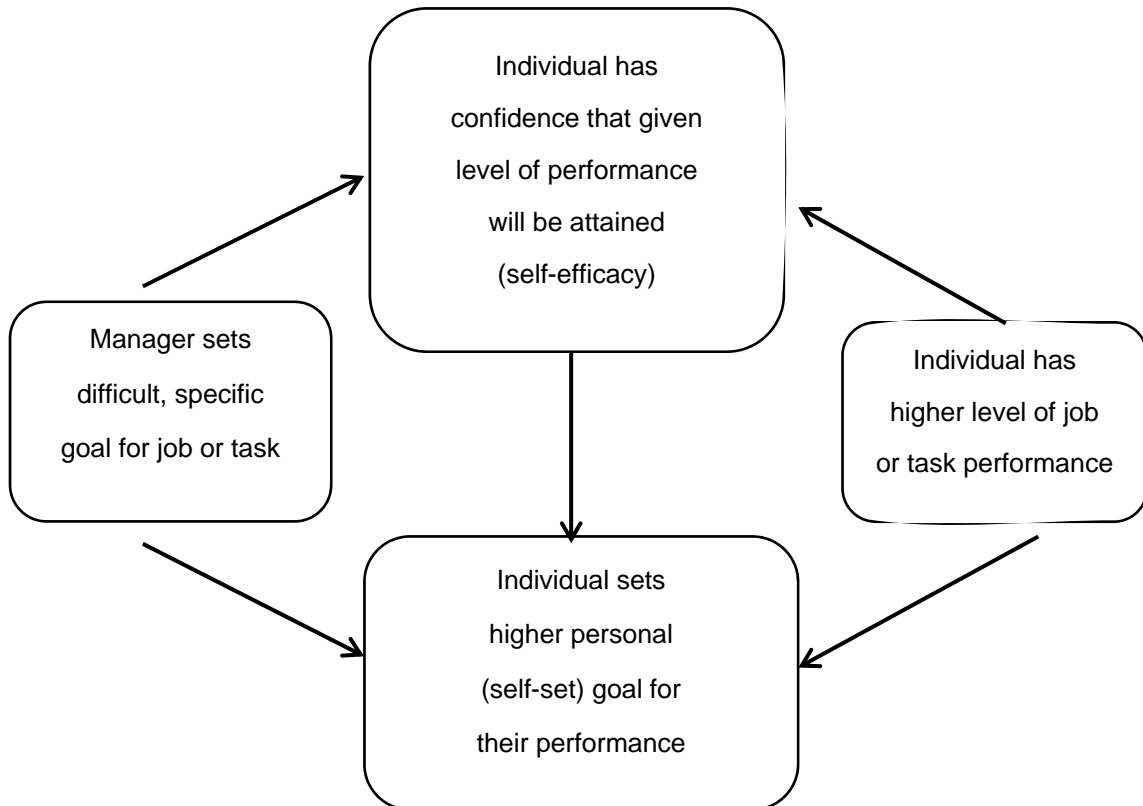 Individual has
confidence that given
level of performance
will be attained
(self-efficacy)
Manager sets
difficult, specific
goal for job or task
Individual has
higher level of job
or task performance
Individual sets
higher personal
(self-set) goal for
their performance